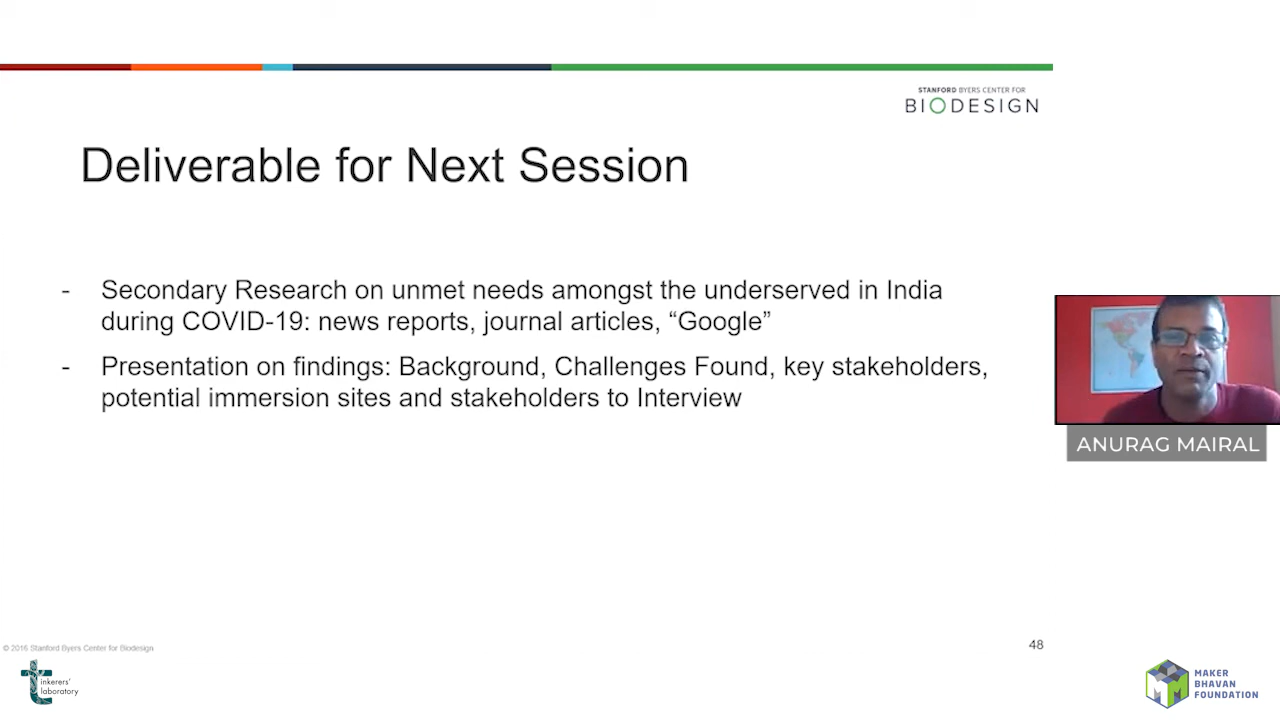 STANFORD BYERS CENTER FOR
BIODESIGN
Deliverable for Next Session
- Secondary Research on unmet needs amongst the underserved in India
during COVID-19: news reports, journal articles, “Google”
- Presentation on findings: Background, Challenges Found, key stakeholders,
potential immersion sites and stakeholders to Interview
ANURAG MAIRAL
48
© 2016 Stanford Byers Center for Biodesign
tinkerers'
laboratory
MAKER
BHAVAN
FOUNDATION